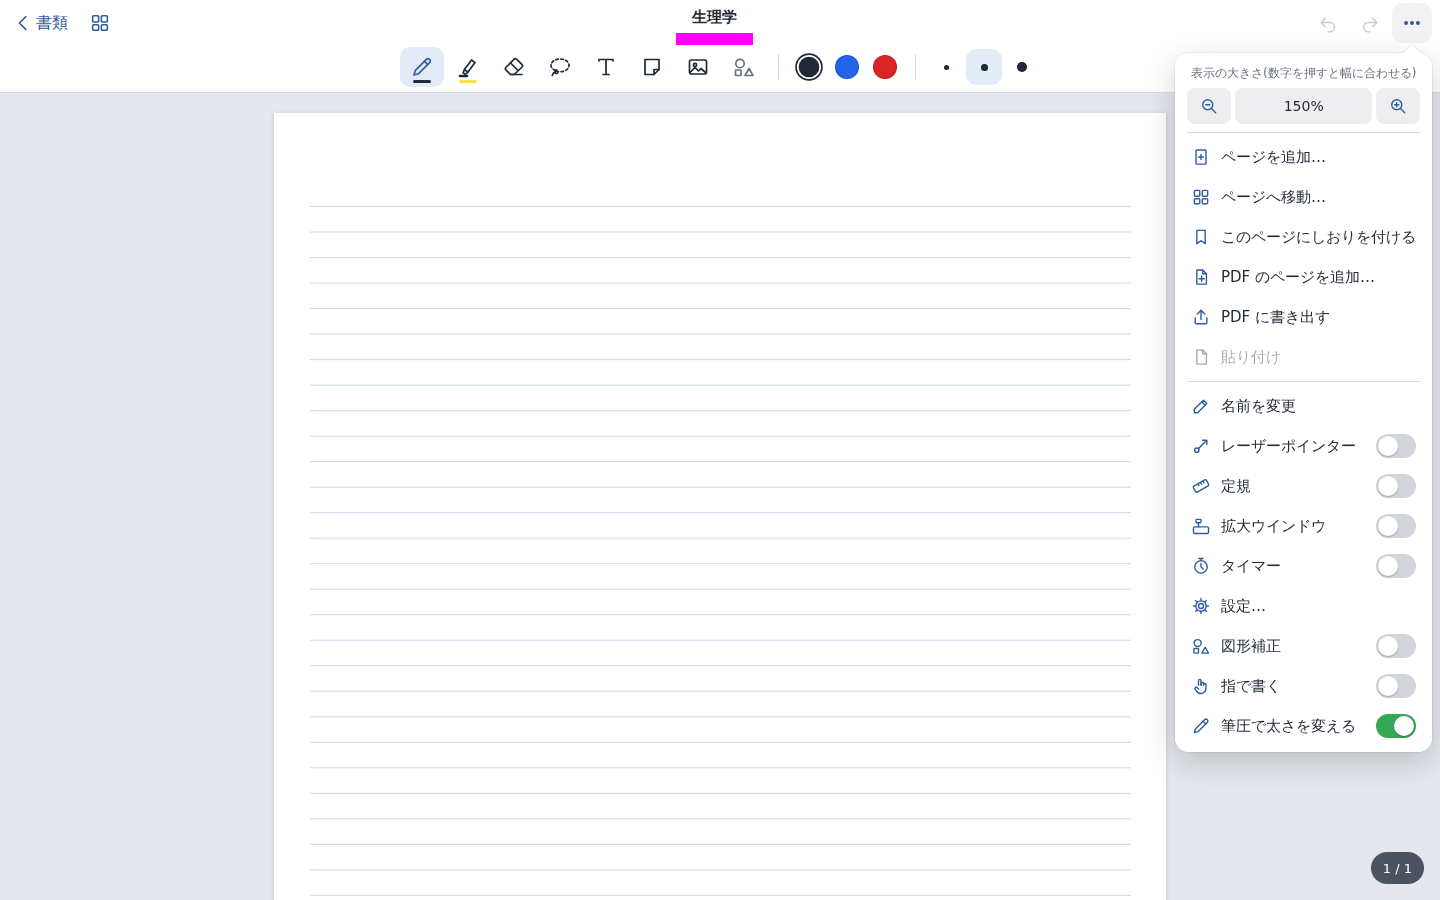 書類
生理学
表示の大きさ(数字を押すと幅に合わせる)
150%
ページを追加…
ページへ移動…
このページにしおりを付ける
PDF のページを追加…
PDF に書き出す
貼り付け
名前を変更
レーザーポインター
定規
拡大ウインドウ
タイマー
設定…
図形補正
指で書く
筆圧で太さを変える
1 / 1